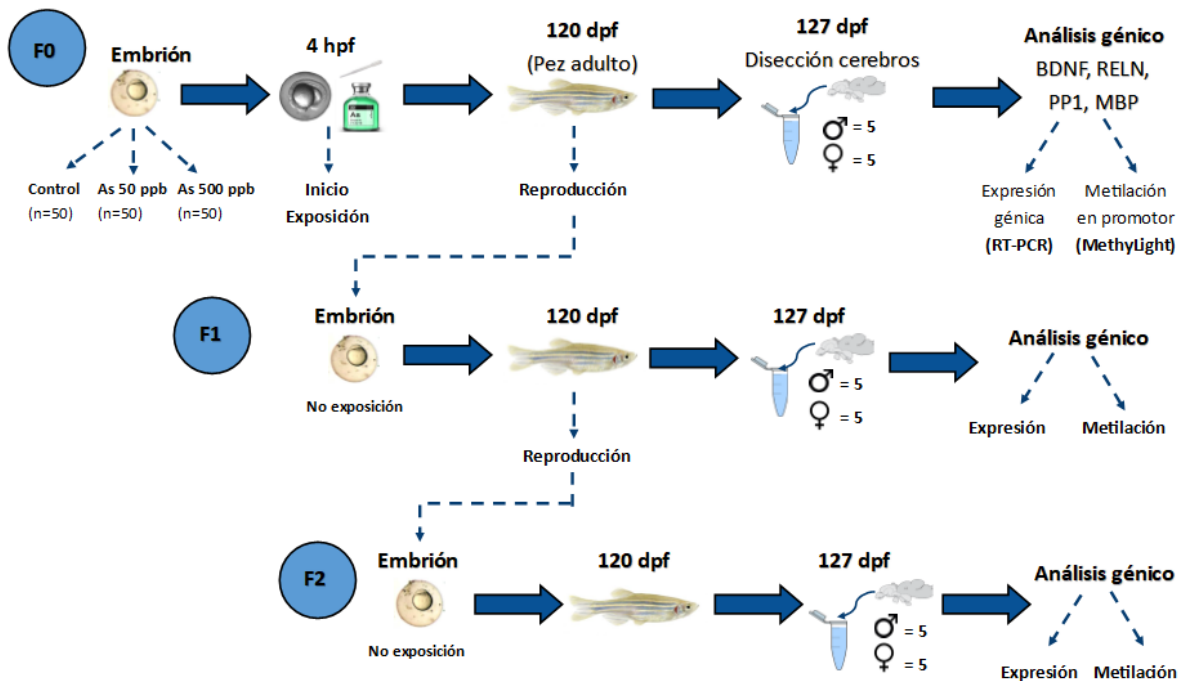 F0
Embrión
4 hpf
120 dpf
(Pez adulto)
127 dpf
Disección cerebros
Análisis génico
BDNF, RELN,
PP1, MBP
As
♂ = 5
♀ = 5
Control
(n=50)
As 50 ppb
(n=50)
As 500 ppb
(n=50)
Inicio
Exposición
Reproducción
Expresión
génica
(RT-PCR)
Metilación
en promotor
(MethyLight)
F1
Embrión
No exposición
120 dpf
127 dpf
♂ = 5
♀ = 5
Análisis génico
Expresión
Metilación
Reproducción
F2
Embrión
No exposición
120 dpf
127 dpf
♂ = 5
♀ = 5
Análisis génico
Expresión
Metilación